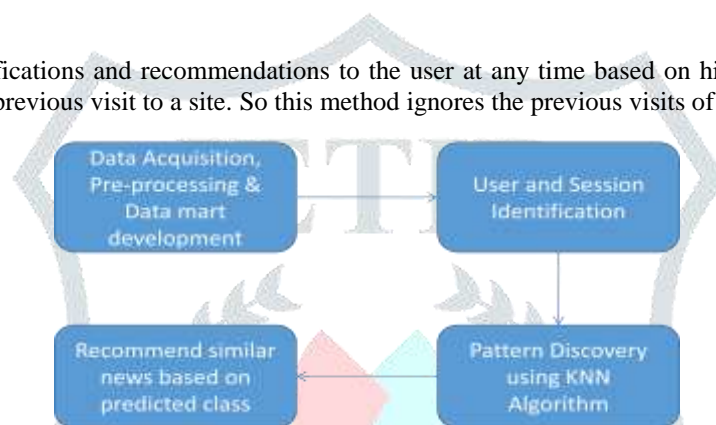 fications and recommendations to the user at any time based on hi
previous visit to a site. So this method ignores the previous visits of
Data Acquisition,
Pre-processing &
Data mart
development
User and Session
Identification
Recommend similar
news based on
predicted class
Pattern Discovery
using KNN
Algorithm